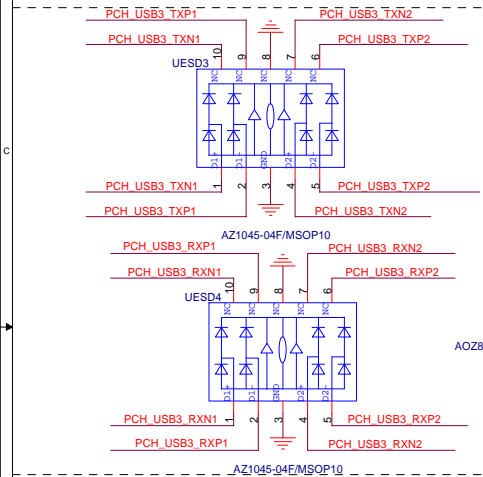 PCH_USB3_TXP1 PCH_USB3_TXN2
PCH_USB3_TXN1 PCH_USB3_TXP2
10 9 8 7 6
UESD3
NC NC NC NC
D1+ D1- GND D2+ D2-
C
1 2 3 4 5
PCH_USB3_TXN1 PCH_USB3_TXP2
PCH_USB3_TXP1 PCH_USB3_TXN2
AZ1045-04F/MSOP10
PCH_USB3_RXP1 PCH_USB3_RXN2
PCH_USB3_RXN1 PCH_USB3_RXP2
10 9 8 7 6
UESD4
NC NC NC NC
AOZ8
D1+ D1- GND D2+ D2-
1 2 3 4 5
PCH_USB3_RXN1 PCH_USB3_RXP2
PCH_USB3_RXP1 PCH_USB3_RXN2
AZ1045-04F/MSOP10